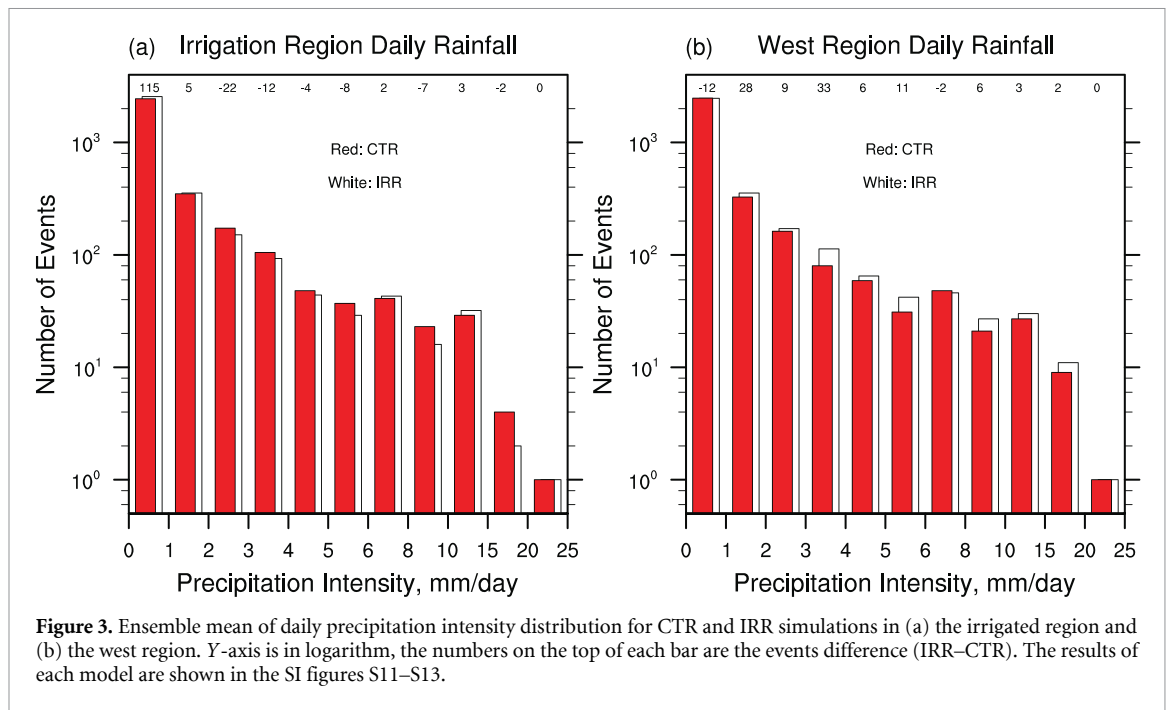 (a) Irrigation Region Daily Rainfall
115 5 -22 -12 -4 -8 2 -7 3 -2 0
Red: CTR
White: IRR
Number of Events
10³
10²
10¹
10⁰
0 1 2 3 4 5 6 8 10 15 20 25
Precipitation Intensity, mm/day
(b) West Region Daily Rainfall
-12 28 9 33 6 11 -2 6 3 2 0
Red: CTR
White: IRR
Number of Events
10³
10²
10¹
10⁰
0 1 2 3 4 5 6 8 10 15 20 25
Precipitation Intensity, mm/day
Figure 3. Ensemble mean of daily precipitation intensity distribution for CTR and IRR simulations in (a) the irrigated region and
(b) the west region. Y-axis is in logarithm, the numbers on the top of each bar are the events difference (IRR–CTR). The results of
each model are shown in the SI figures S11–S13.